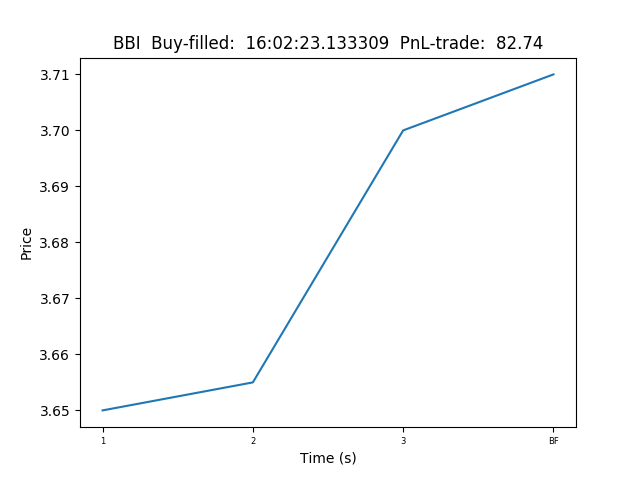 BBI  Buy-filled:  16:02:23.133309  PnL-trade:  82.74
3.71
3.70
3.69
3.68
3.67
3.66
3.65
Price
1 2 3 BF
Time (s)